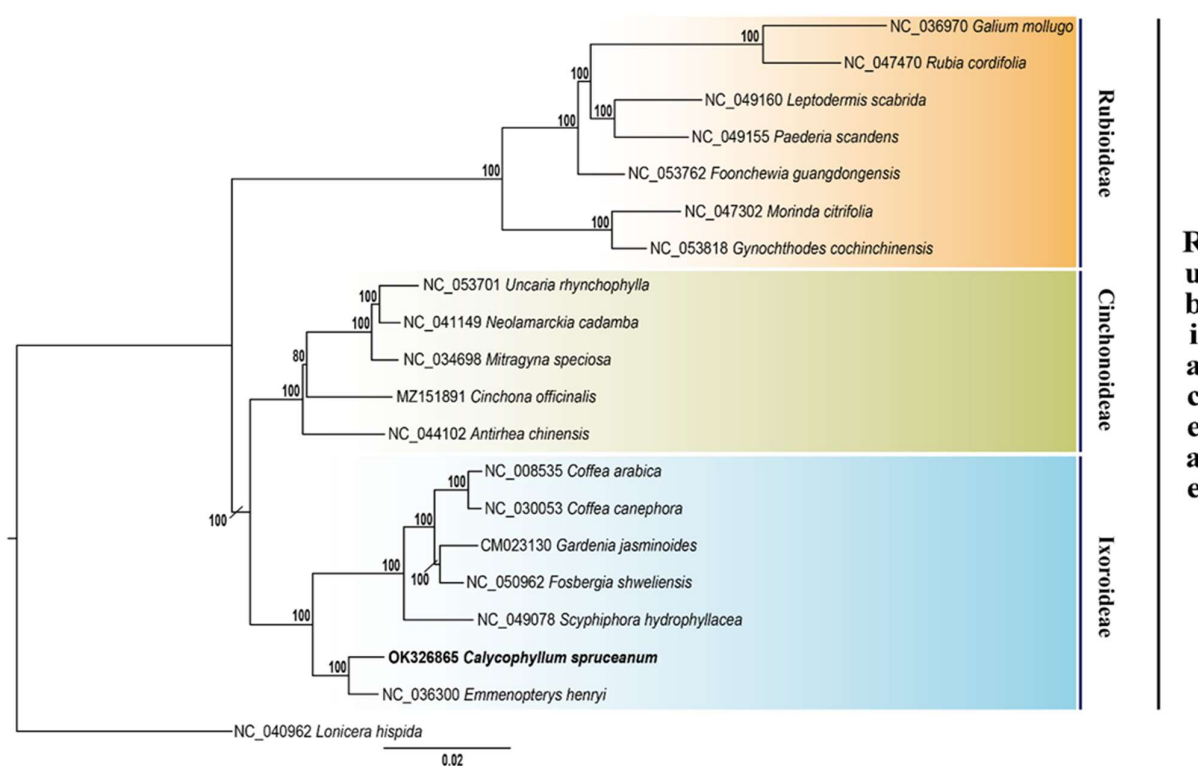 NC_036970 Galium mollugo
100
NC_047470 Rubia cordifolia
100
NC_049160 Leptodermis scabrida
100
100
NC_049155 Paederia scandens
NC_053762 Foonchewia guangdongensis
100
NC_047302 Morinda citrifolia
100
NC_053818 Gynochthodes cochinchinensis
Rubioideae
NC_053701 Uncaria rhynchophylla
100
NC_041149 Neolamarckia cadamba
100
NC_034698 Mitragyna speciosa
80
MZ151891 Cinchona officinalis
100
NC_044102 Antirhea chinensis
Cinchonoideae
NC_008535 Coffea arabica
100
NC_030053 Coffea canephora
100
100
CM023130 Gardenia jasminoides
100
100
NC_050962 Fosbergia shweliensis
NC_049078 Scyphiphora hydrophyllacea
100
OK326865 Calycophyllum spruceanum
100
NC_036300 Emmenopterys henryi
Ixoroideae
Rubiaceae
NC_040962 Lonicera hispida
0.02